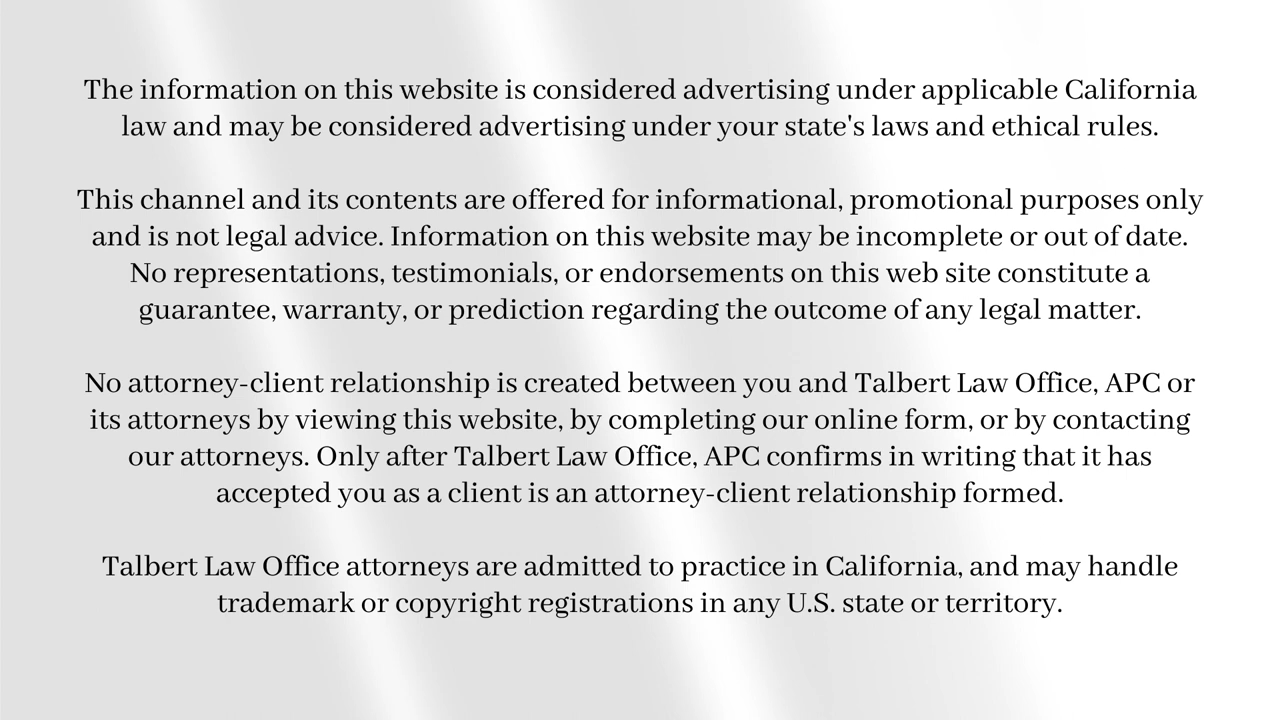 The information on this website is considered advertising under applicable California
law and may be considered advertising under your state's laws and ethical rules.
This channel and its contents are offered for informational, promotional purposes only
and is not legal advice. Information on this website may be incomplete or out of date.
No representations, testimonials, or endorsements on this web site constitute a
guarantee, warranty, or prediction regarding the outcome of any legal matter.
No attorney-client relationship is created between you and Talbert Law Office, APC or
its attorneys by viewing this website, by completing our online form, or by contacting
our attorneys. Only after Talbert Law Office, APC confirms in writing that it has
accepted you as a client is an attorney-client relationship formed.
Talbert Law Office attorneys are admitted to practice in California, and may handle
trademark or copyright registrations in any U.S. state or territory.